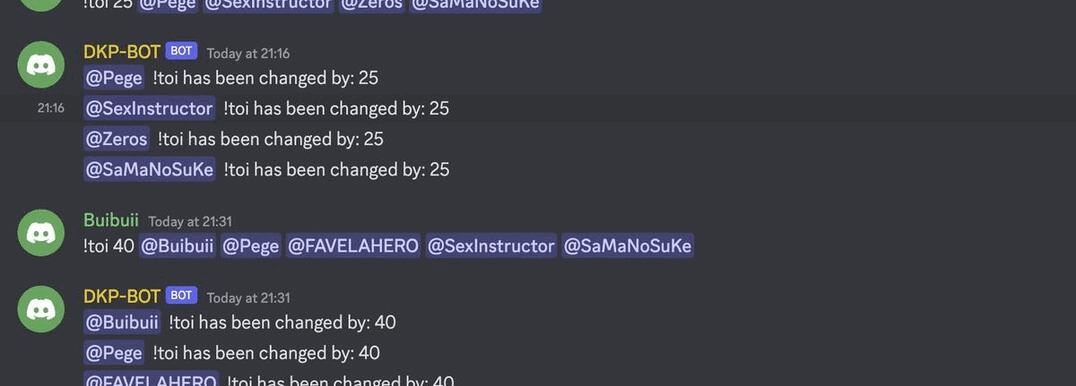 !toi 25 @Pege @SexInstructor @Zeros @SaMaNoSuKe
DKP-BOT BOT Today at 21:16
@Pege !toi has been changed by: 25
21:16 @SexInstructor !toi has been changed by: 25
@Zeros !toi has been changed by: 25
@SaMaNoSuKe !toi has been changed by: 25
Buibuii Today at 21:31
!toi 40 @Buibuii @Pege @FAVELAHERO @SexInstructor @SaMaNoSuKe
DKP-BOT BOT Today at 21:31
@Buibuii !toi has been changed by: 40
@Pege !toi has been changed by: 40
@FAVELAHERO !toi has been changed by: 40